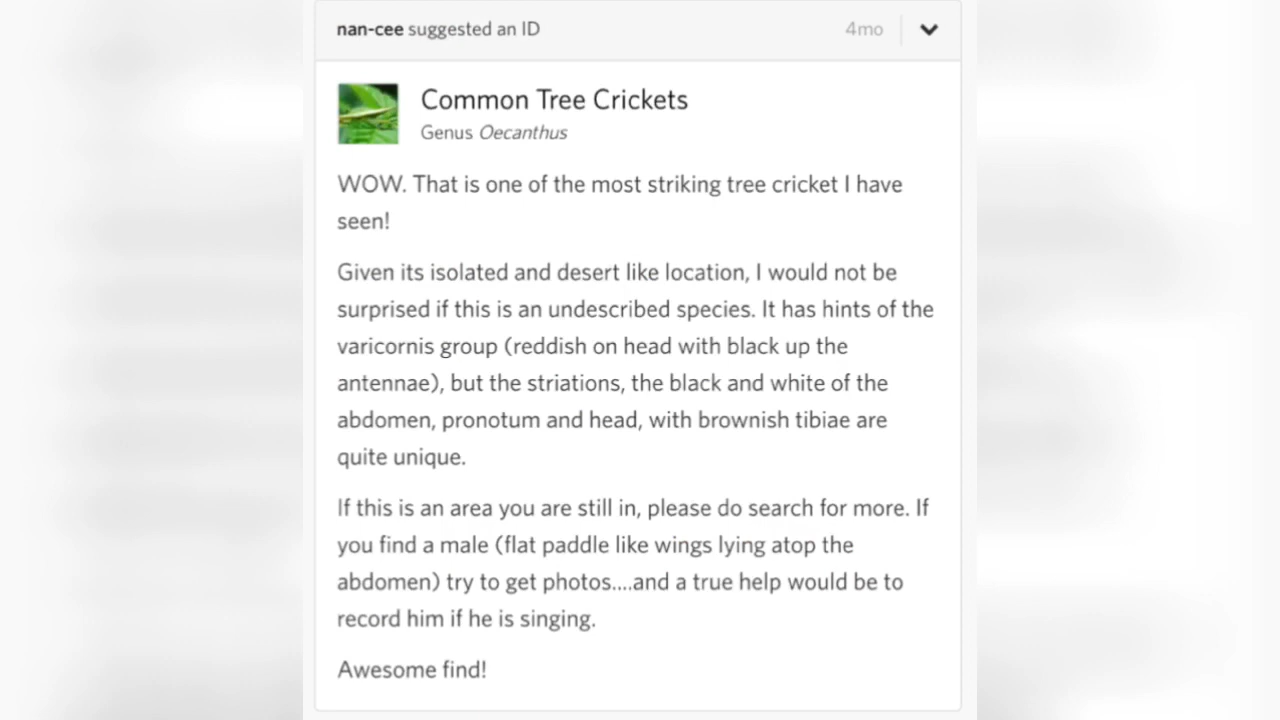 nan-cee suggested an ID 4mo
Common Tree Crickets
Genus Oecanthus
WOW. That is one of the most striking tree cricket I have
seen!
Given its isolated and desert like location, I would not be
surprised if this is an undescribed species. It has hints of the
varicornis group (reddish on head with black up the
antennae), but the striations, the black and white of the
abdomen, pronotum and head, with brownish tibiae are
quite unique.
If this is an area you are still in, please do search for more. If
you find a male (flat paddle like wings lying atop the
abdomen) try to get photos....and a true help would be to
record him if he is singing.
Awesome find!